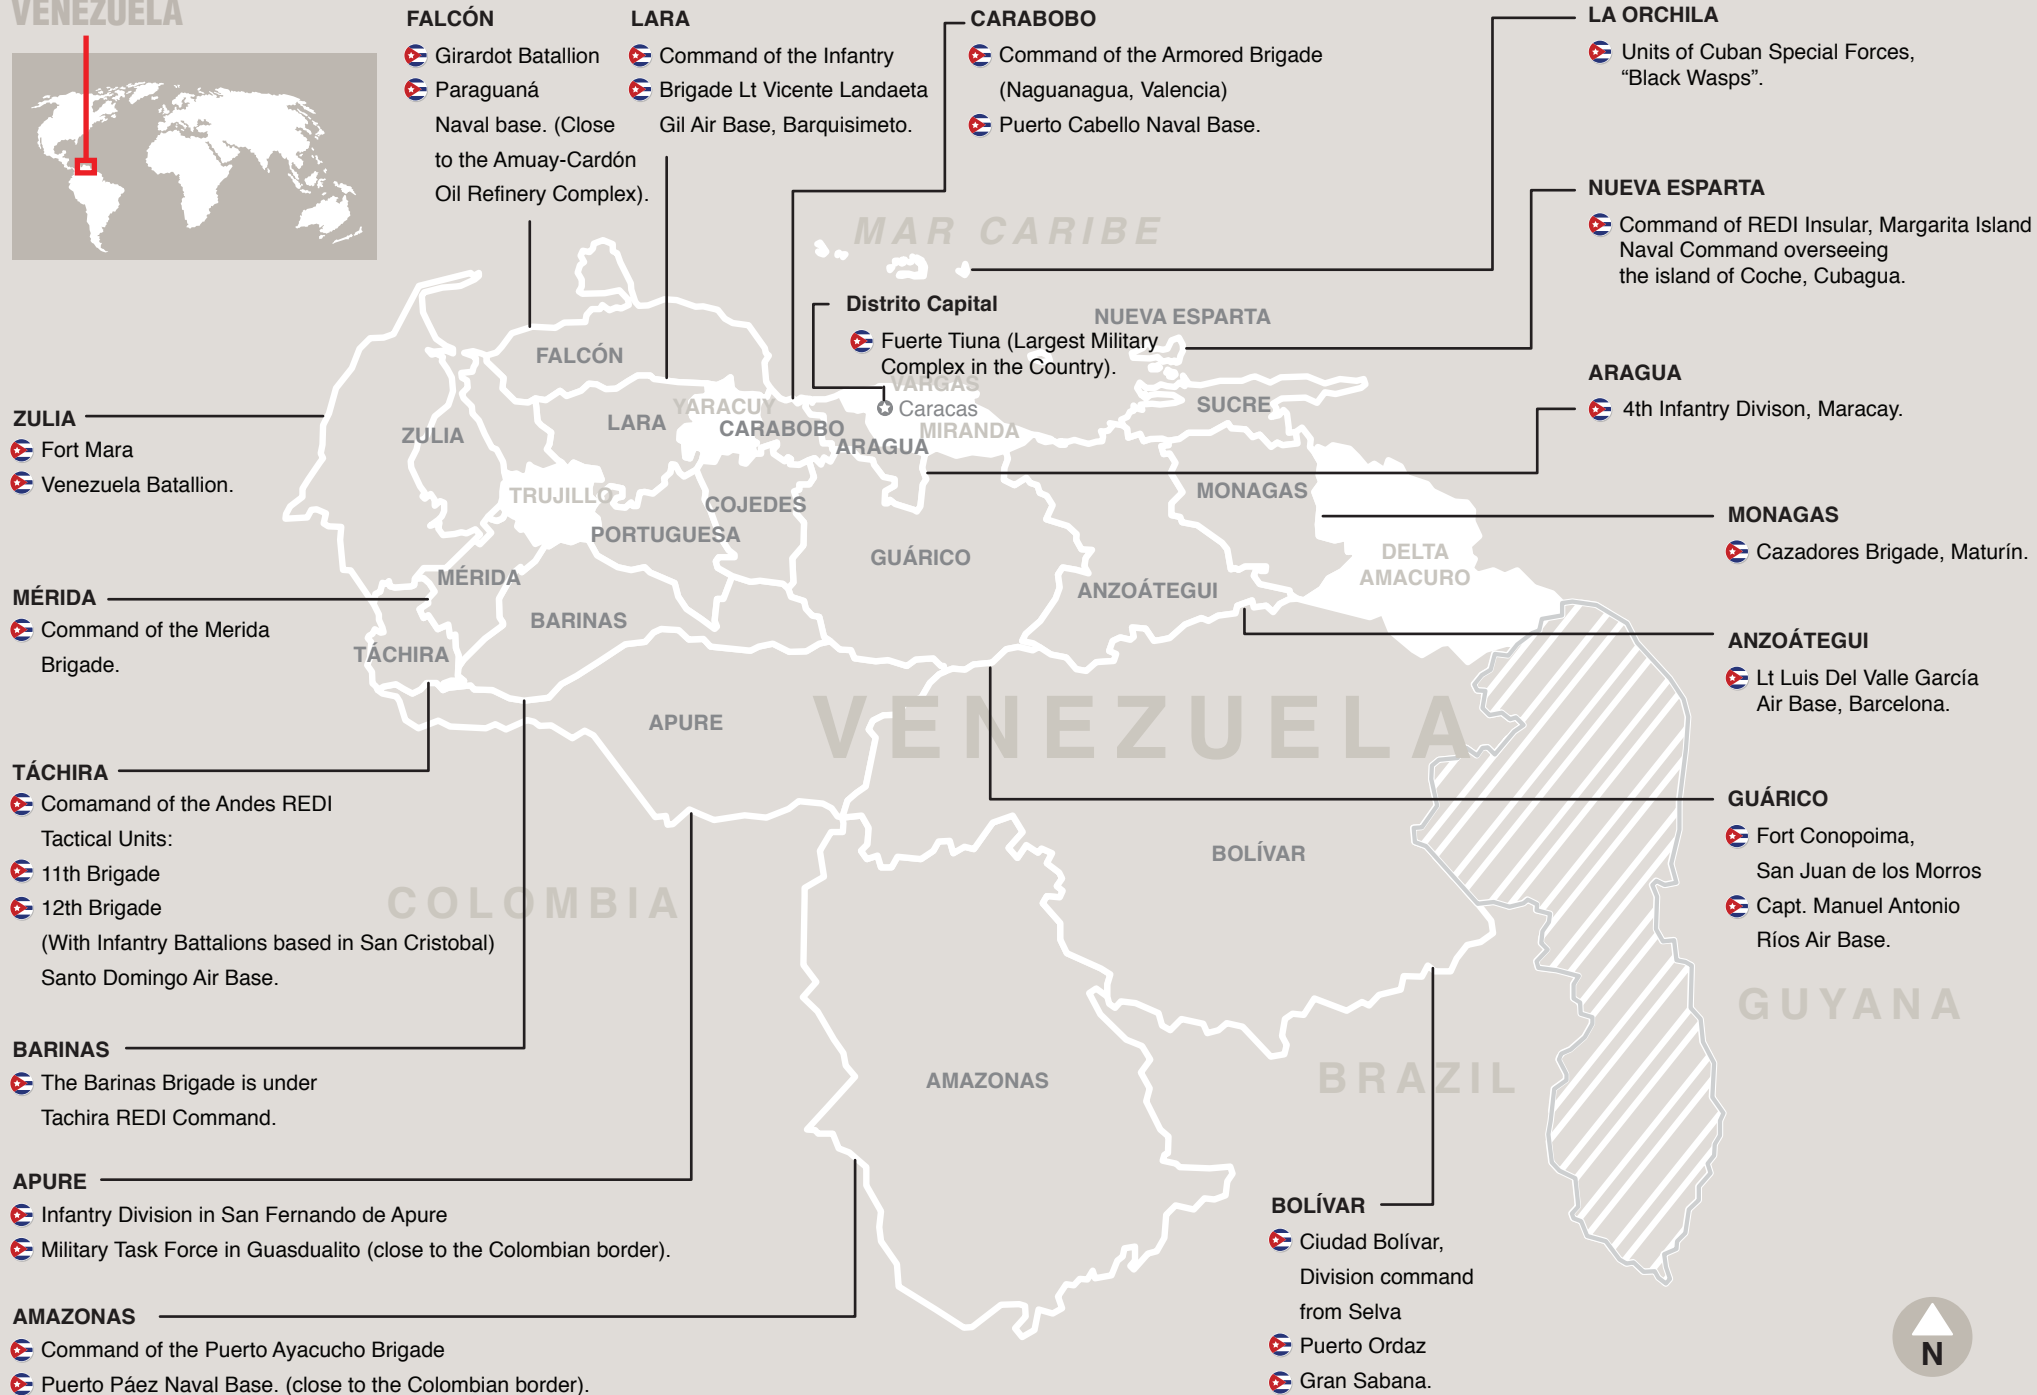 VENEZUELA
FALCÓN
Girardot Batallion
Paraguaná
Naval base. (Close
to the Amuay-Cardón
Oil Refinery Complex).
LARA
Command of the Infantry
Brigade Lt Vicente Landaeta
Gil Air Base, Barquisimeto.
CARABOBO
Command of the Armored Brigade
(Naguanagua, Valencia)
Puerto Cabello Naval Base.
LA ORCHILA
Units of Cuban Special Forces,
“Black Wasps”.
NUEVA ESPARTA
Command of REDI Insular, Margarita Island
Naval Command overseeing
the island of Coche, Cubagua.
MAR CARIBE
Distrito Capital
Fuerte Tiuna (Largest Military
Complex in the Country).
NUEVA ESPARTA
ARAGUA
4th Infantry Divison, Maracay.
FALCÓN
VARGAS
Caracas
SUCRE
YARACUY
LARA
CARABOBO
MIRANDA
ARAGUA
ZULIA
ZULIA
Fort Mara
Venezuela Batallion.
TRUJILLO
COJEDES
PORTUGUESA
MONAGAS
GUÁRICO
DELTA
AMACURO
ANZOÁTEGUI
MONAGAS
Cazadores Brigade, Maturín.
MÉRIDA
BARINAS
TÁCHIRA
MÉRIDA
Command of the Merida
Brigade.
ANZOÁTEGUI
Lt Luis Del Valle García
Air Base, Barcelona.
APURE
VENEZUELA
TÁCHIRA
Comamand of the Andes REDI
Tactical Units:
11th Brigade
12th Brigade
(With Infantry Battalions based in San Cristobal)
Santo Domingo Air Base.
GUÁRICO
Fort Conopoima,
San Juan de los Morros
Capt. Manuel Antonio
Ríos Air Base.
BOLÍVAR
COLOMBIA
GUYANA
BRAZIL
AMAZONAS
BARINAS
The Barinas Brigade is under
Tachira REDI Command.
APURE
Infantry Division in San Fernando de Apure
Military Task Force in Guasdualito (close to the Colombian border).
AMAZONAS
Command of the Puerto Ayacucho Brigade
Puerto Páez Naval Base. (close to the Colombian border).
BOLÍVAR
Ciudad Bolívar,
Division command
from Selva
Puerto Ordaz
Gran Sabana.
N